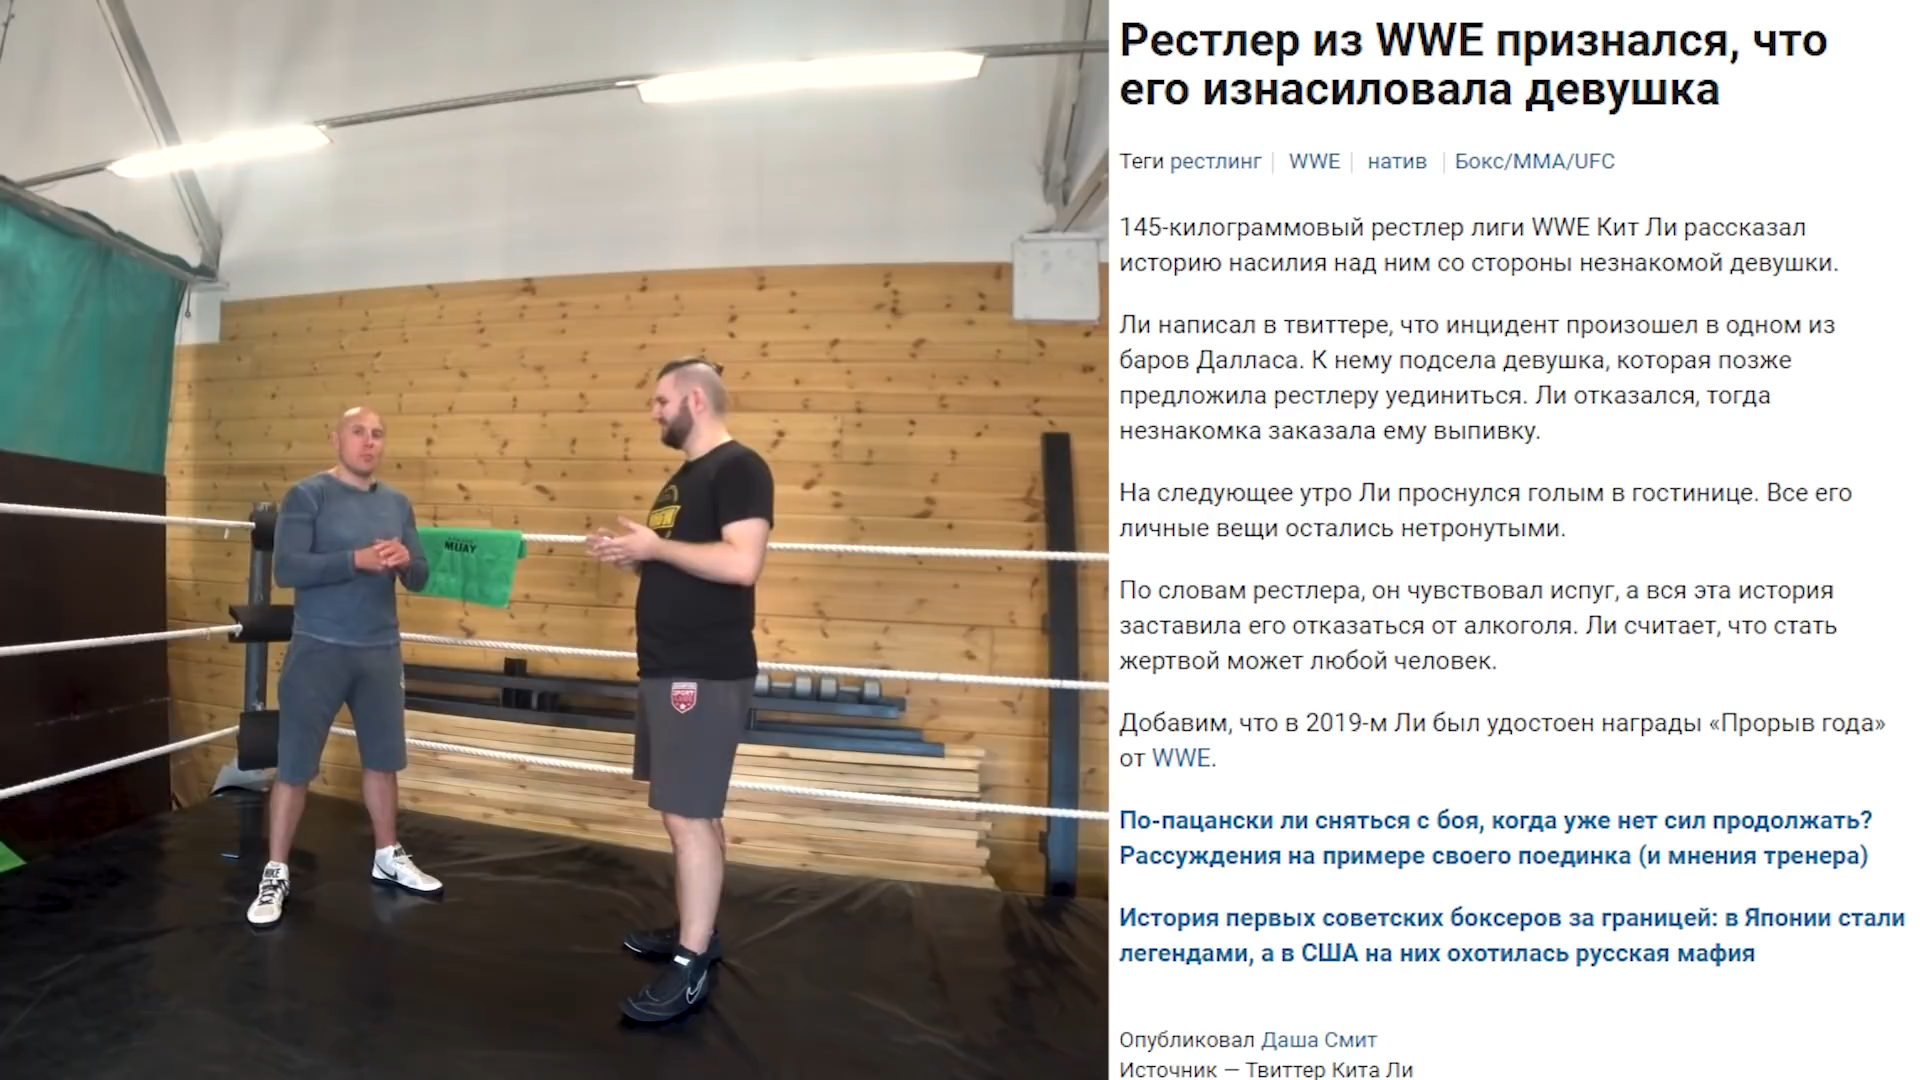 Рестлер из WWE признался, что
его изнасиловала девушка
Теги рестлинг WWE натив Бокс/MMA/UFC
145-килограммовый рестлер лиги WWE Кит Ли рассказал
историю насилия над ним со стороны незнакомой девушки.
Ли написал в твиттере, что инцидент произошел в одном из
баров Далласа. К нему подсела девушка, которая позже
предложила рестлеру уединиться. Ли отказался, тогда
незнакомка заказала ему выпивку.
На следующее утро Ли проснулся голым в гостинице. Все его
личные вещи остались нетронутыми.
По словам рестлера, он чувствовал испуг, а вся эта история
заставила его отказаться от алкоголя. Ли считает, что стать
жертвой может любой человек.
Добавим, что в 2019-м Ли был удостоен награды «Прорыв года»
от WWE.
По-пацански ли сняться с боя, когда уже нет сил продолжать?
Рассуждения на примере своего поединка (и мнения тренера)
История первых советских боксеров за границей: в Японии стали
легендами, а в США на них охотилась русская мафия
Опубликовал Даша Смит
Источник — Твиттер Кита Ли
MUAY
SPORT
NIKE